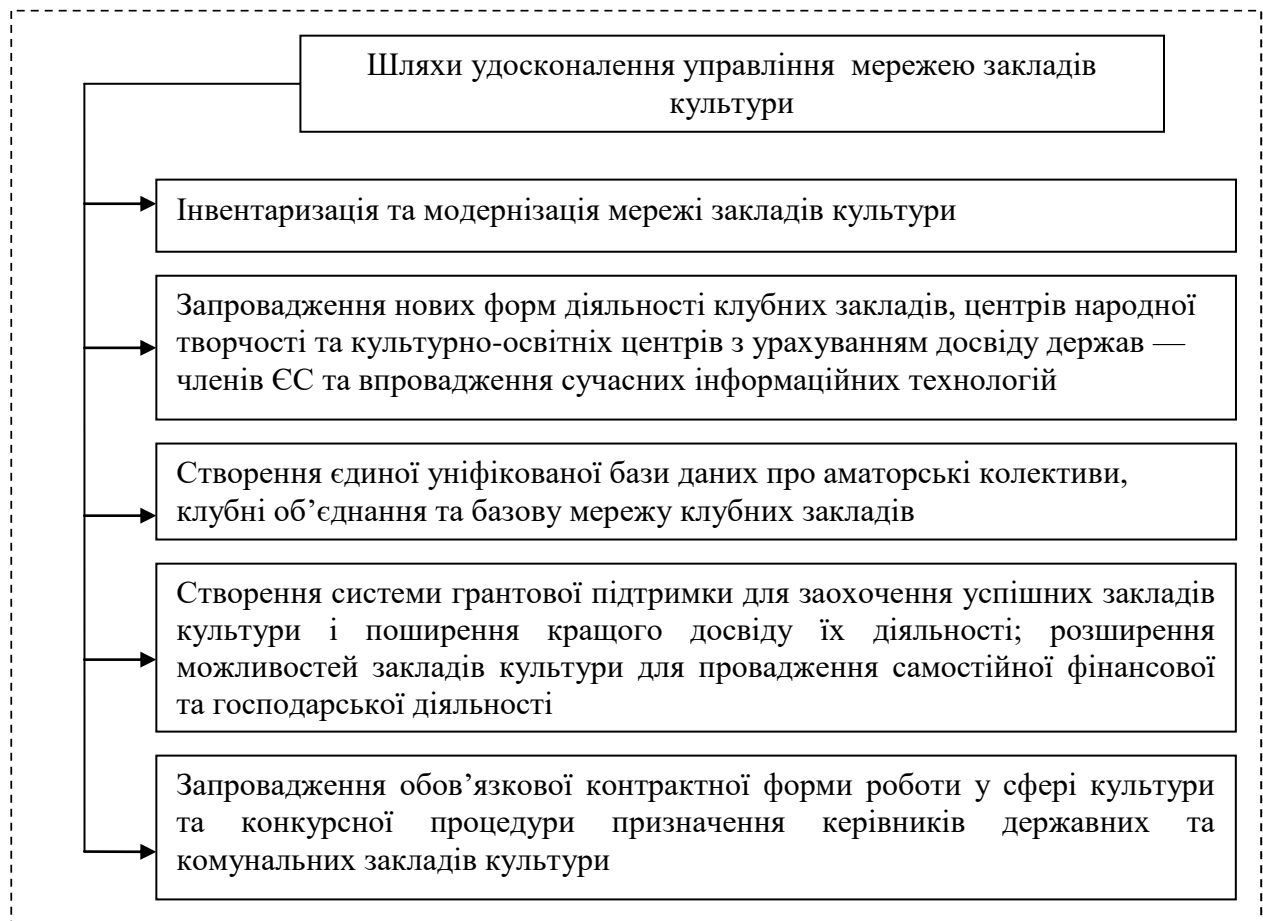 Шляхи удосконалення управління мережею закладів
культури
Інвентаризація та модернізація мережі закладів культури
Запровадження нових форм діяльності клубних закладів, центрів народної
творчості та культурно-освітніх центрів з урахуванням досвіду держав —
членів ЄС та впровадження сучасних інформаційних технологій
Створення єдиної уніфікованої бази даних про аматорські колективи,
клубні об’єднання та базову мережу клубних закладів
Створення системи грантової підтримки для заохочення успішних закладів
культури і поширення кращого досвіду їх діяльності; розширення
можливостей закладів культури для провадження самостійної фінансової
та господарської діяльності
Запровадження обов’язкової контрактної форми роботи у сфері культури
та конкурсної процедури призначення керівників державних та
комунальних закладів культури